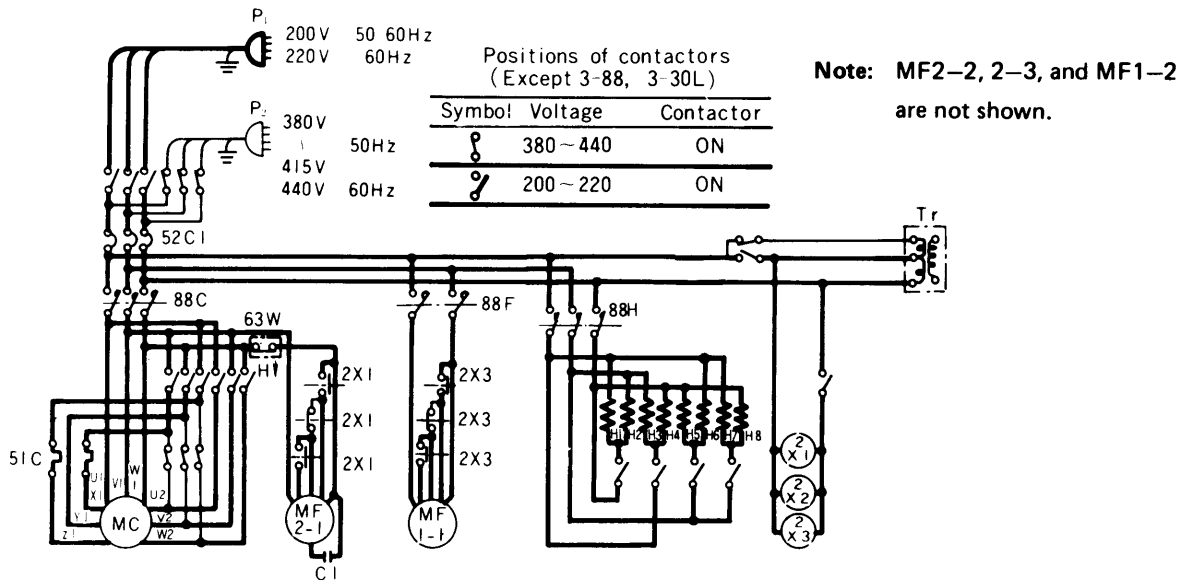 P1
200V 50 60Hz
220V 60Hz
P2
380V
50Hz
415V
440V 60Hz
Positions of contactors
(Except 3-88, 3-30L)
Symbol Voltage Contactor
380~440 ON
200~220 ON
Note: MF2-2, 2-3, and MF1-2
are not shown.
Tr
52C1
88C
88F
88H
63W
H
2X1
2X1
2X1
2X3
2X3
2X3
51C
U1
X1
V1
W1
U2
Y1
V2
Z1
W2
MC
MF
2-1
C1
MF
1-1
H1 H2 H3 H4 H5 H6 H7 H8
2
X1
2
X2
2
X3